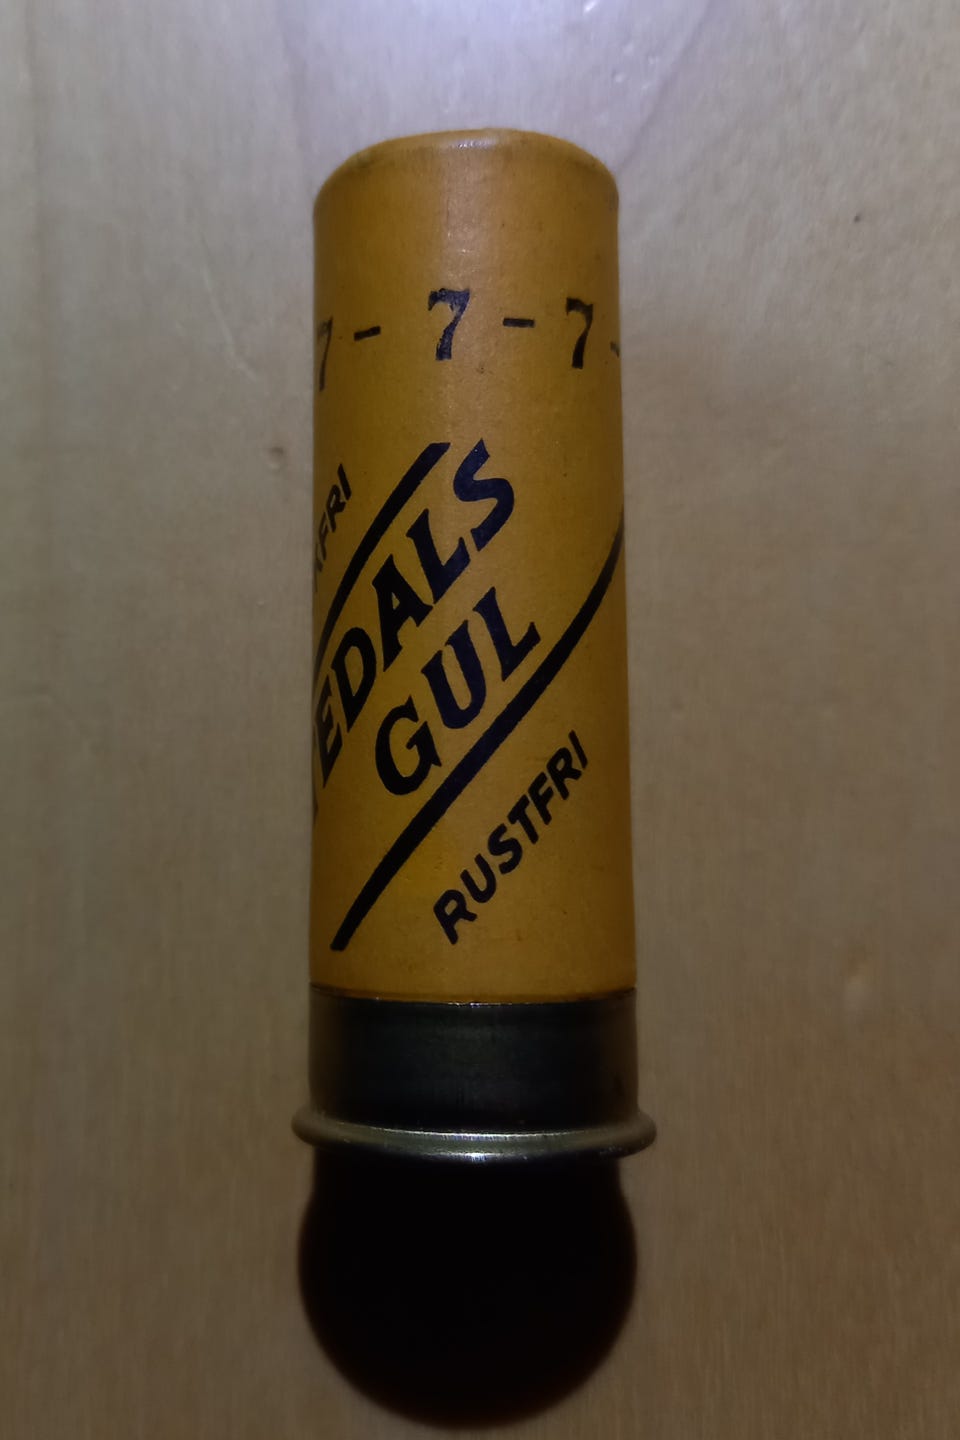 7 - 7 - 7 -
EDALS
GUL
RUSTFRI